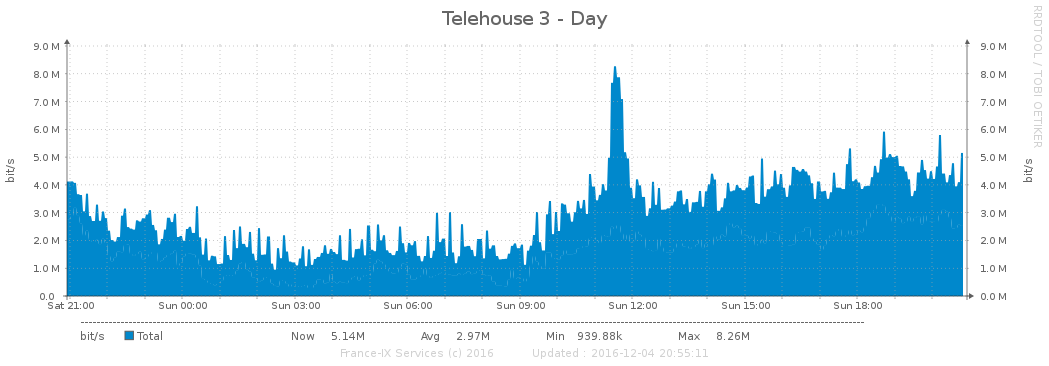 Telehouse 3 - Day
RRDTOOL / TOBI OETIKER
9.0 M 9.0 M
8.0 M 8.0 M
7.0 M 7.0 M
6.0 M 6.0 M
5.0 M 5.0 M
4.0 M 4.0 M
3.0 M 3.0 M
2.0 M 2.0 M
1.0 M 1.0 M
0.0 0.0 M
bit/s bit/s
Sat 21:00 Sun 00:00 Sun 03:00 Sun 06:00 Sun 09:00 Sun 12:00 Sun 15:00 Sun 18:00
bit/s Total Now 5.14M Avg 2.97M Min 939.88k Max 8.26M
France-IX Services (c) 2016 Updated : 2016-12-04 20:55:11